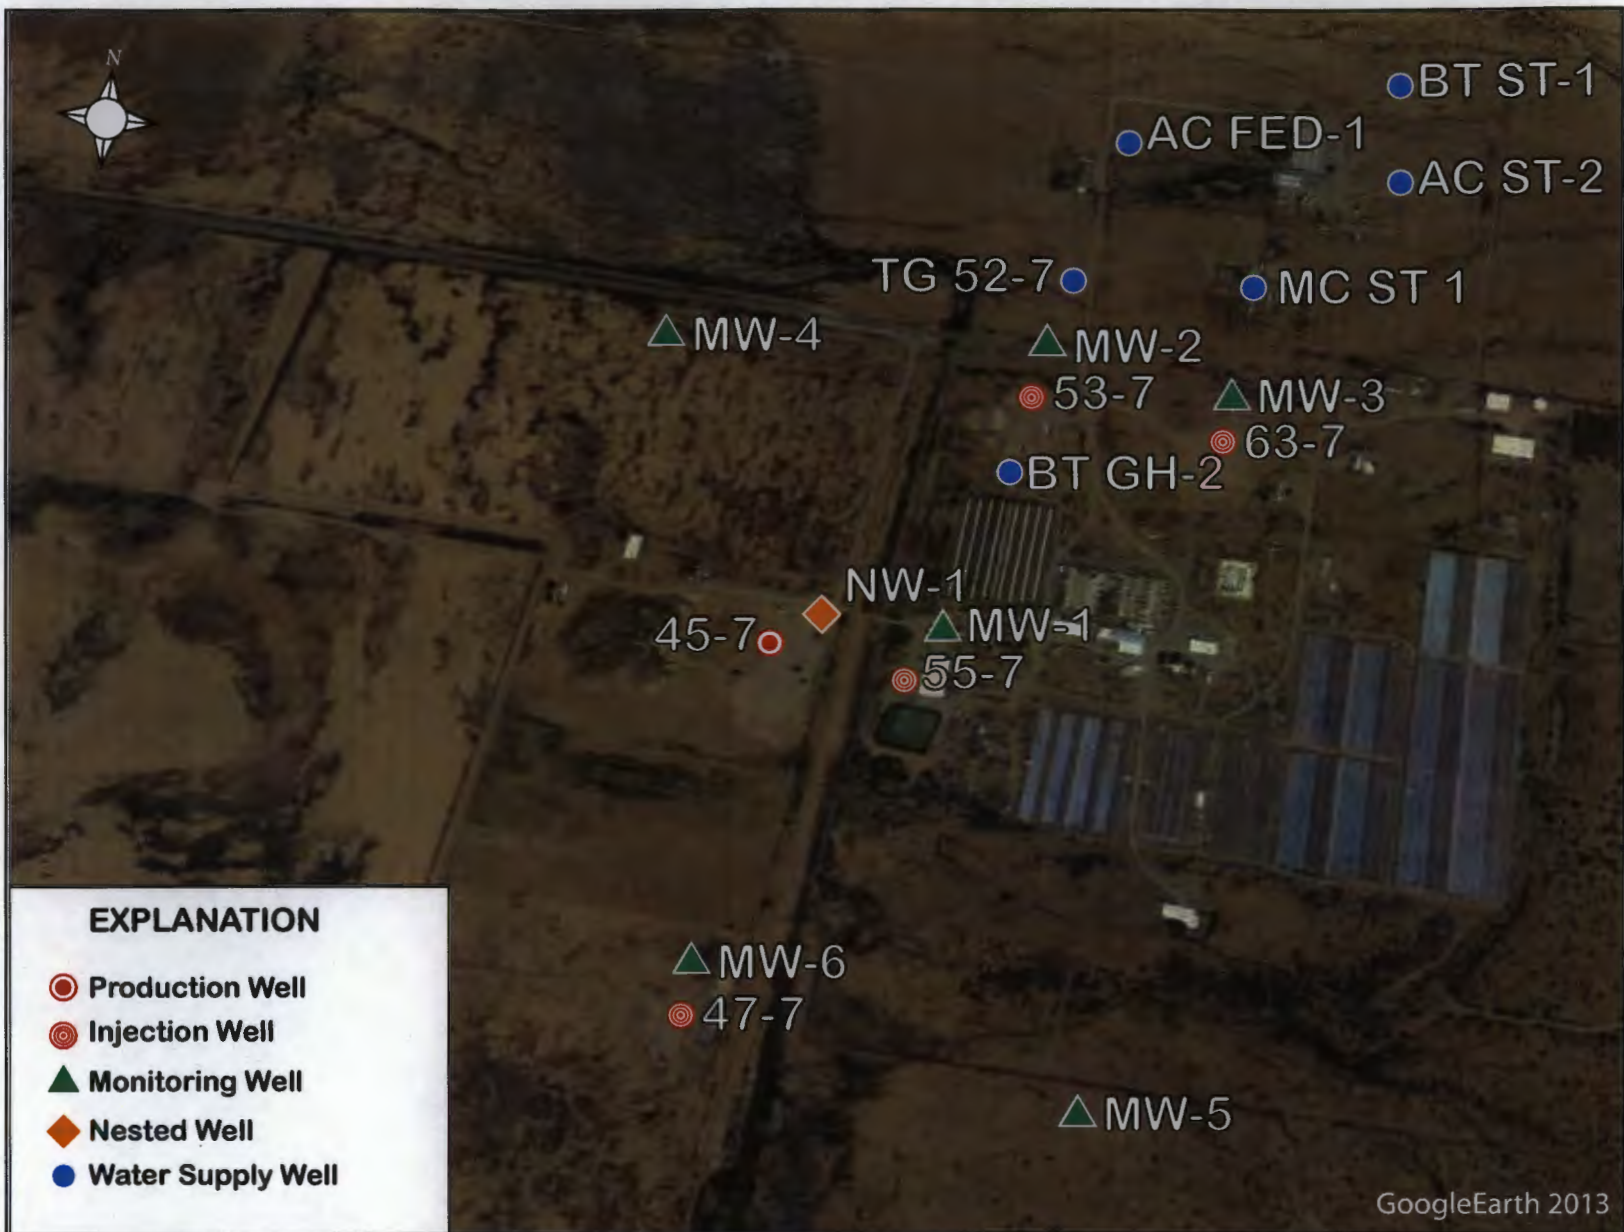 N
BT ST-1
AC FED-1
AC ST-2
TG 52-7
MC ST 1
MW-4
MW-2
53-7
MW-3
63-7
BT GH-2
NW-1
45-7
MW-1
55-7
EXPLANATION
Production Well
Injection Well
Monitoring Well
Nested Well
Water Supply Well
MW-6
47-7
MW-5
GoogleEarth 2013